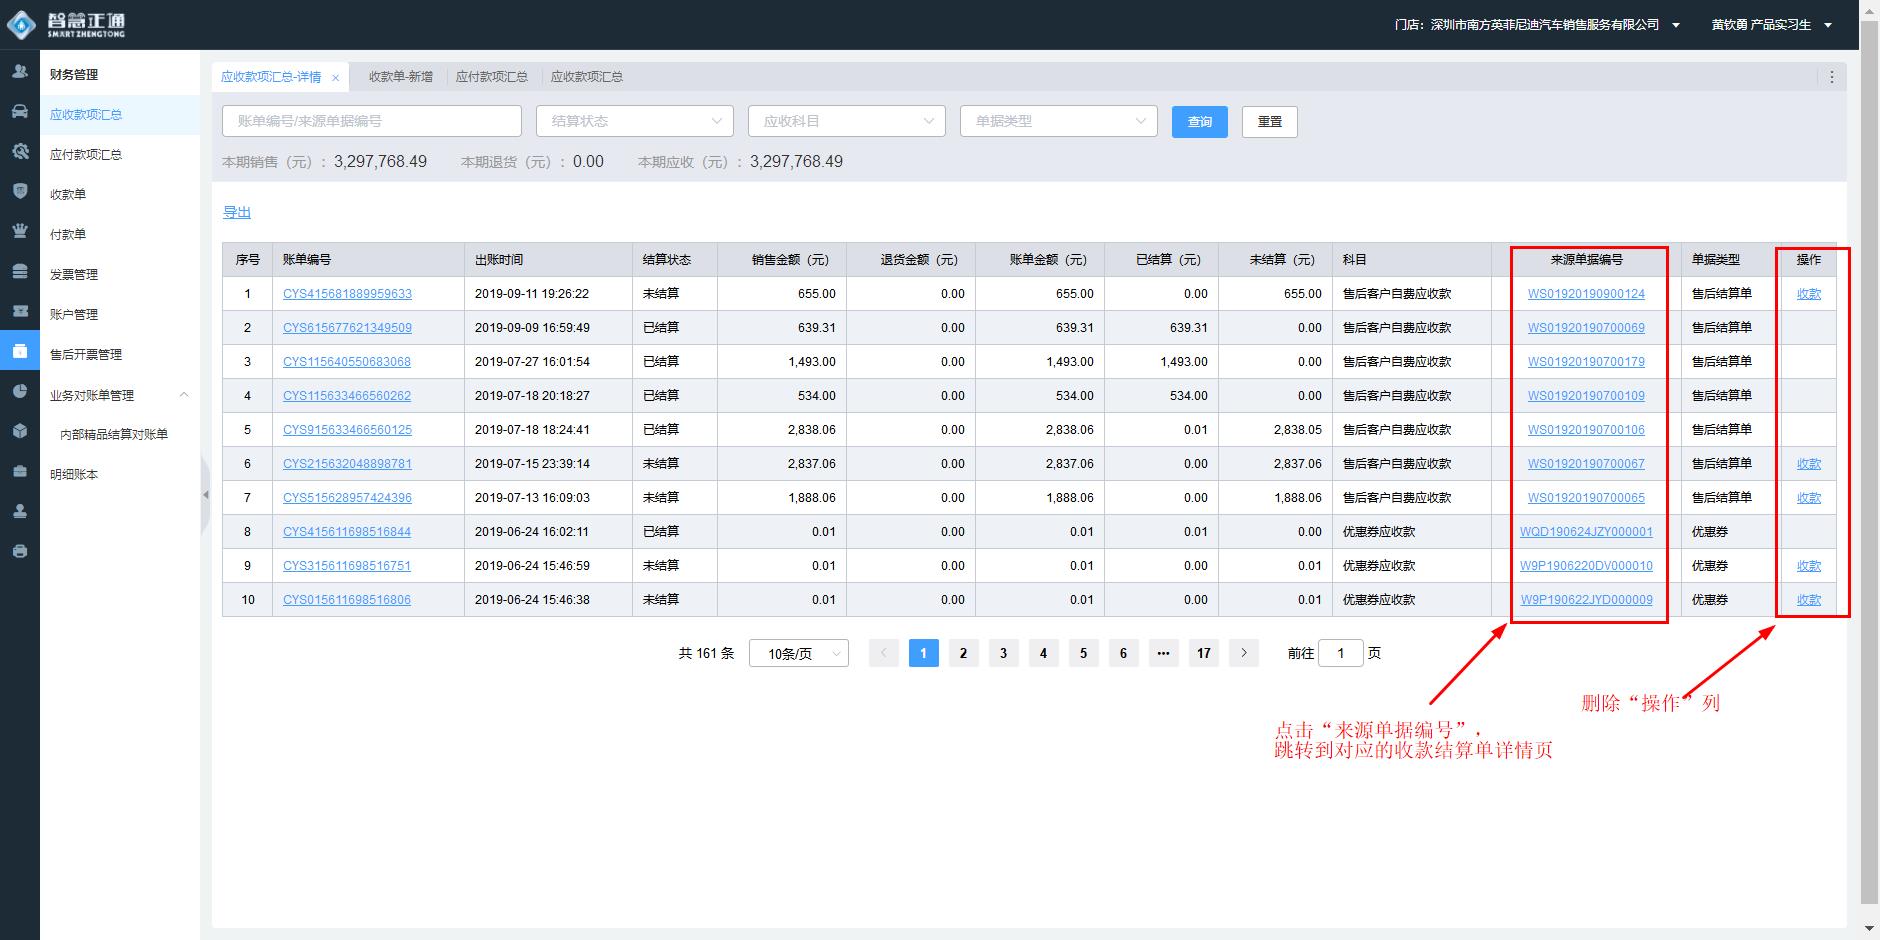 智慧正通
SMART ZHENGTONG
门店：深圳市南方英菲尼迪汽车销售服务有限公司
黄钦勇 产品实习生
财务管理
应收款项汇总
应付款项汇总
收款单
付款单
发票管理
账户管理
售后开票管理
业务对账单管理
内部精品结算对账单
明细账本
应收款项汇总-详情 × 收款单-新增 应付款项汇总 应收款项汇总
账单编号/来源单据编号 结算状态 应收科目 单据类型 查询 重置
本期销售（元）: 3,297,768.49 本期退货（元）: 0.00 本期应收（元）: 3,297,768.49
导出
序号 账单编号 出账时间 结算状态 销售金额（元） 退货金额（元） 账单金额（元） 已结算（元） 未结算（元） 科目 来源单据编号 单据类型 操作
1 CYS415681889959633 2019-09-11 19:26:22 未结算 655.00 0.00 655.00 0.00 655.00 售后客户自费应收款 WS01920190900124 售后结算单 收款
2 CYS615677621349509 2019-09-09 16:59:49 已结算 639.31 0.00 639.31 639.31 0.00 售后客户自费应收款 WS01920190700069 售后结算单
3 CYS115640550683068 2019-07-27 16:01:54 已结算 1,493.00 0.00 1,493.00 1,493.00 0.00 售后客户自费应收款 WS01920190700179 售后结算单
4 CYS115633466560262 2019-07-18 20:18:27 已结算 534.00 0.00 534.00 534.00 0.00 售后客户自费应收款 WS01920190700109 售后结算单
5 CYS915633466560125 2019-07-18 18:24:41 已结算 2,838.06 0.00 2,838.06 0.01 2,838.05 售后客户自费应收款 WS01920190700106 售后结算单
6 CYS215632048898781 2019-07-15 23:39:14 未结算 2,837.06 0.00 2,837.06 0.00 2,837.06 售后客户自费应收款 WS01920190700067 售后结算单 收款
7 CYS515628957424396 2019-07-13 16:09:03 未结算 1,888.06 0.00 1,888.06 0.00 1,888.06 售后客户自费应收款 WS01920190700065 售后结算单 收款
8 CYS415611698516844 2019-06-24 16:02:11 已结算 0.01 0.00 0.01 0.01 0.00 优惠券应收款 WQD190624JZY000001 优惠券
9 CYS315611698516751 2019-06-24 15:46:59 未结算 0.01 0.00 0.01 0.00 0.01 优惠券应收款 W9P1906220DV000010 优惠券 收款
10 CYS015611698516806 2019-06-24 15:46:38 未结算 0.01 0.00 0.01 0.00 0.01 优惠券应收款 W9P190622JYD000009 优惠券 收款
共 161 条 10条/页 1 2 3 4 5 6 ••• 17 前往 1 页
删除“操作”列
点击“来源单据编号”，
跳转到对应的收款结算单详情页